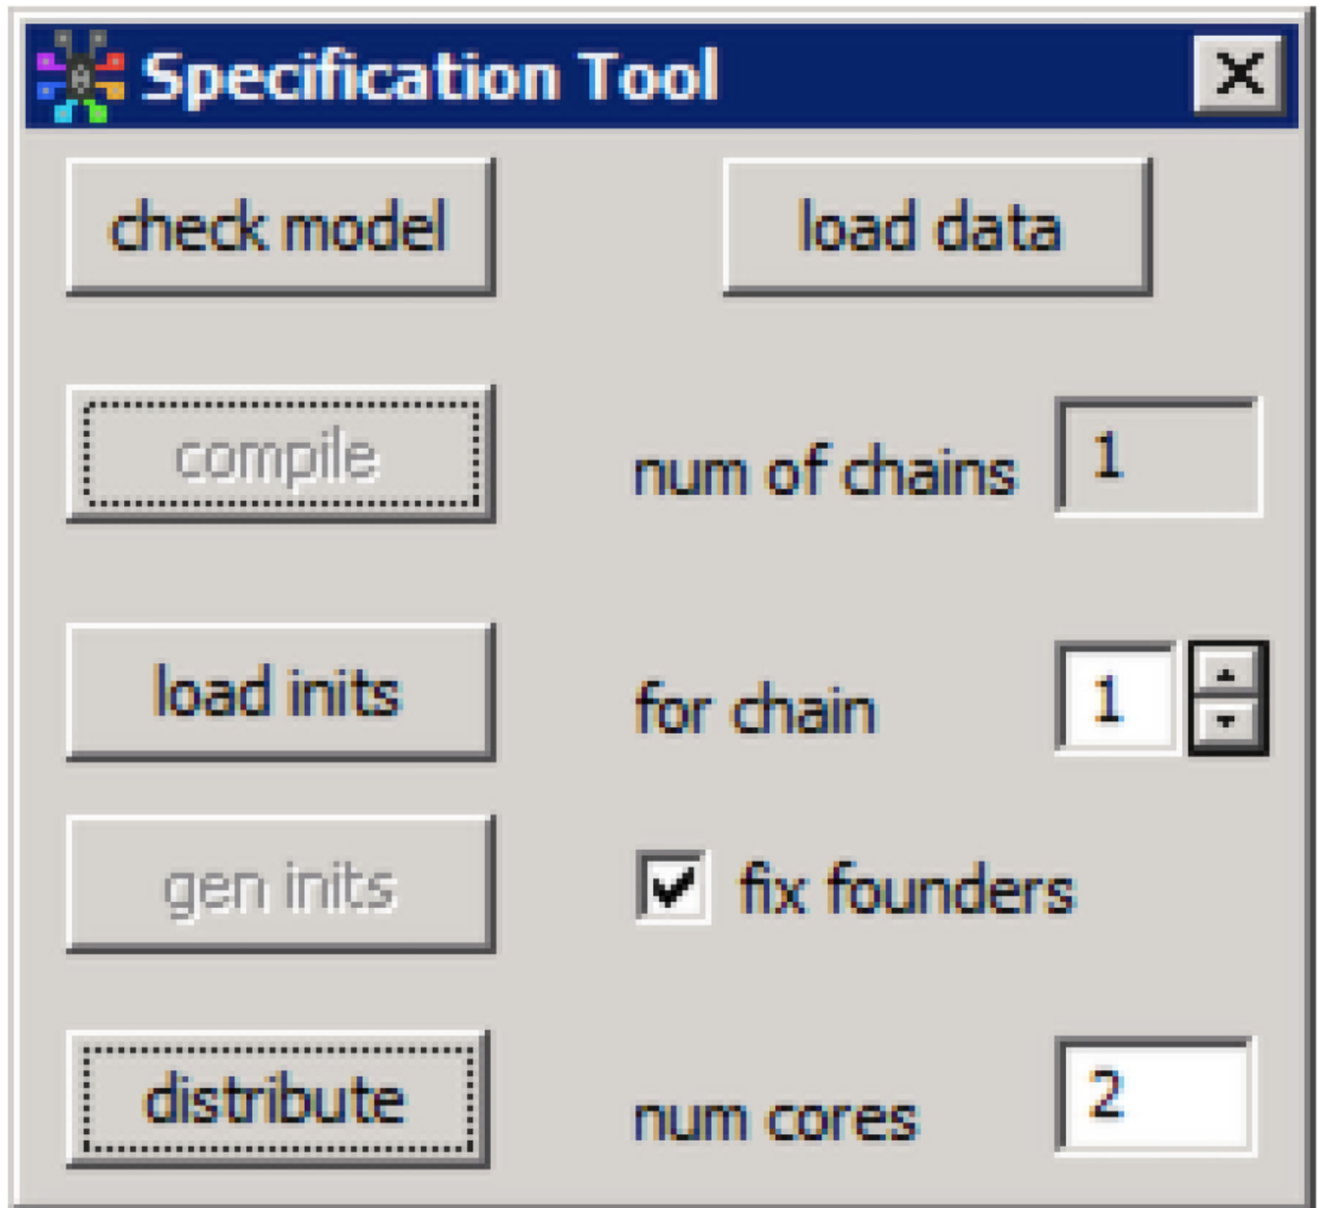 Specification Tool
check model
load data
compile
num of chains 1
load inits
for chain 1
gen inits
fix founders
distribute
num cores 2